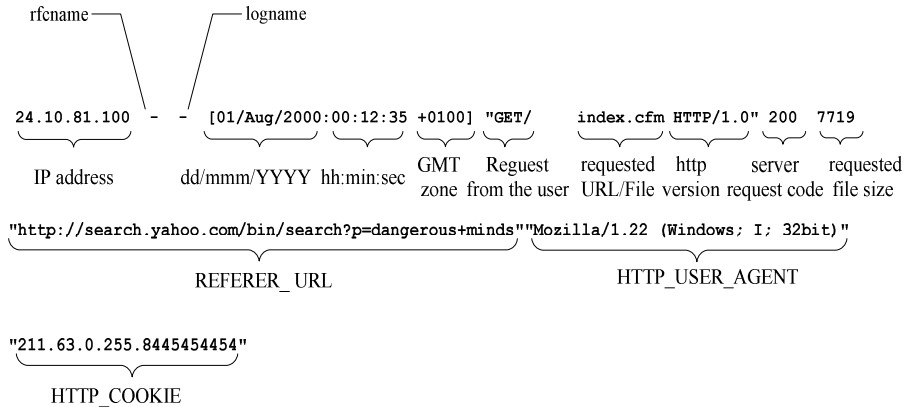 rfcname logname
24.10.81.100 - - [01/Aug/2000:00:12:35 +0100] "GET/ index.cfm HTTP/1.0" 200 7719
IP address dd/mmm/YYYY hh:min:sec GMT zone Reguest from the user requested URL/File http version server request code requested file size
"http://search.yahoo.com/bin/search?p=dangerous+minds""Mozilla/1.22 (Windows; I; 32bit)"
REFERER_ URL HTTP_USER_AGENT
"211.63.0.255.8445454454"
HTTP_COOKIE